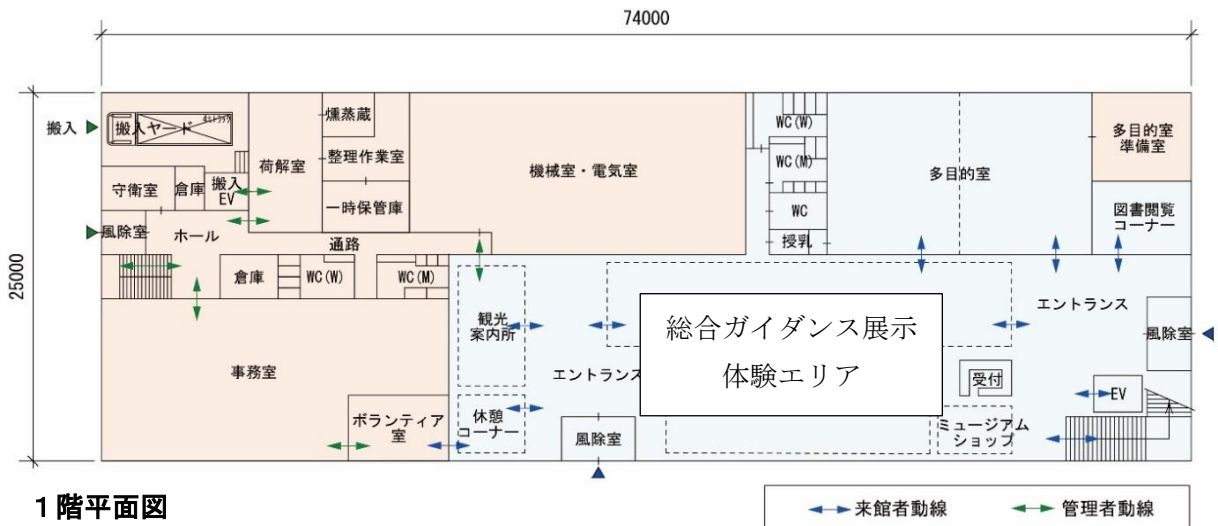 74000
25000
搬入
搬入ヤード
4tトラック
燻蒸蔵
荷解室
整理作業室
一時保管庫
守衛室
倉庫
搬入
EV
風除室
ホール
通路
倉庫
WC(W)
WC(M)
機械室・電気室
WC(W)
WC(M)
WC
授乳
多目的室
多目的室
準備室
図書閲覧
コーナー
観光
案内所
総合ガイダンス展示
体験エリア
エントランス
エントランス
風除室
受付
EV
事務室
ボランティア
室
休憩
コーナー
風除室
ミュージアム
ショップ
1階平面図
来館者動線
管理者動線